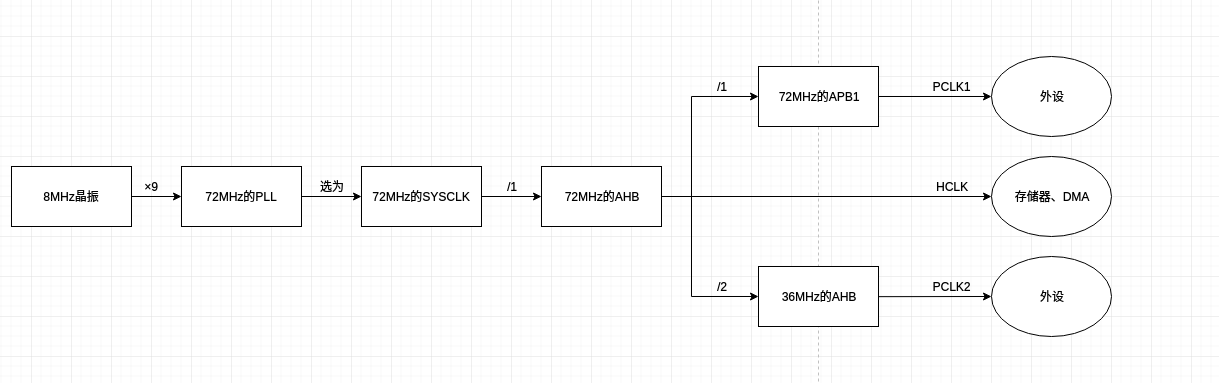 /1
72MHz的APB1
PCLK1
外设
8MHz晶振
×9
72MHz的PLL
选为
72MHz的SYSCLK
/1
72MHz的AHB
HCLK
存储器、DMA
/2
36MHz的AHB
PCLK2
外设